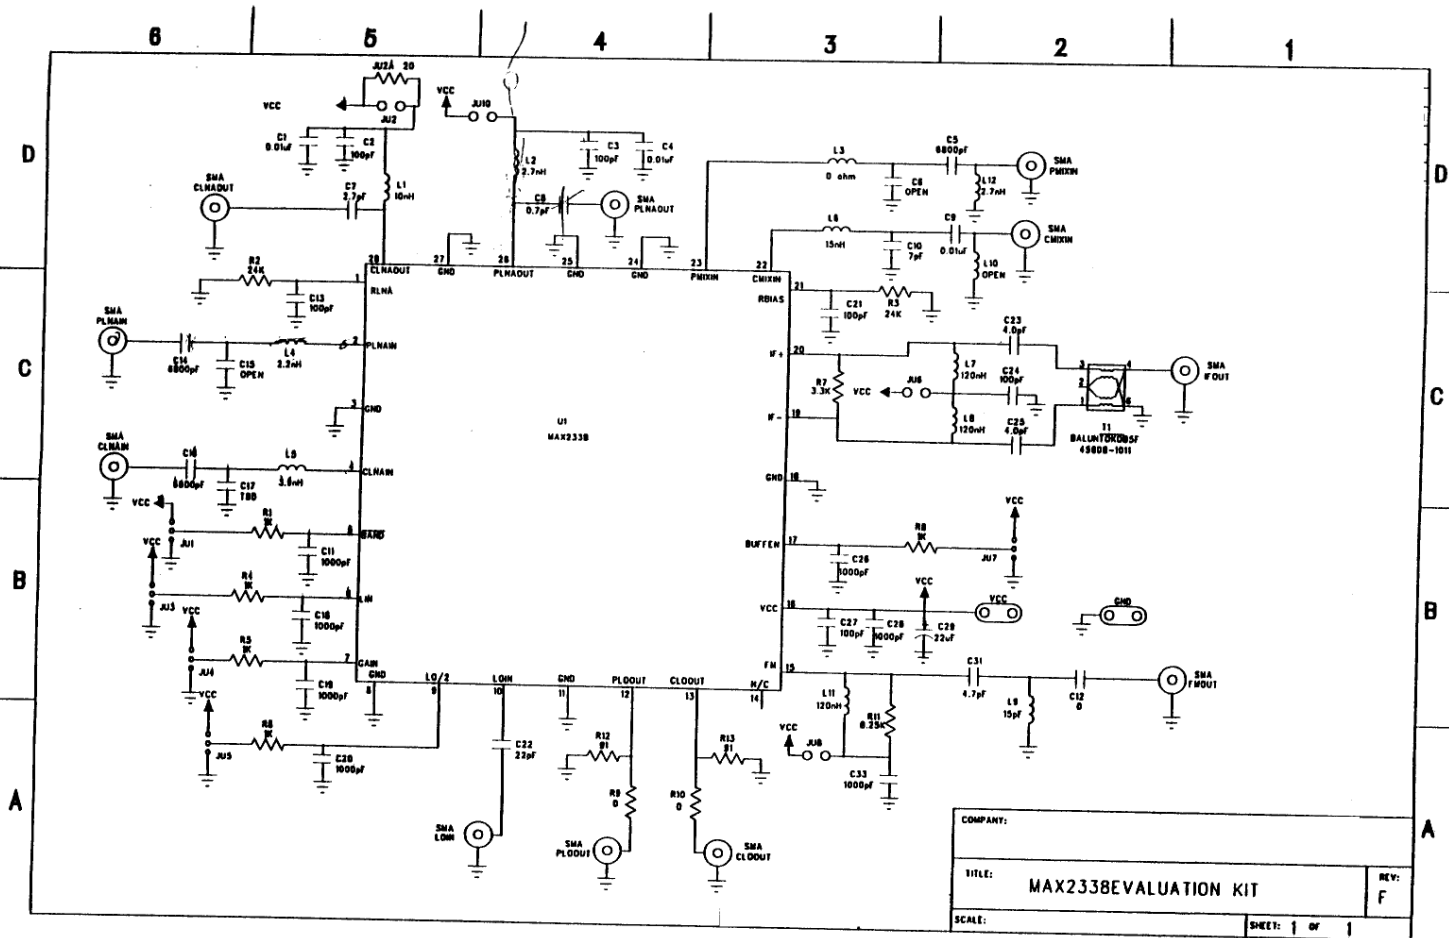 6 5 4 3 2 1
JU2A 20
VCC
JU2
VCC
JU10
C1
0.01uF
C2
100pF
L2
2.7nH
C3
100pF
C4
0.01uF
D
SMA
CLNAOUT
C7
2.7pF
L1
10nH
C8
0.7pF
SMA
PLNAOUT
L3
0 ohm
C5
6800pF
C6
OPEN
L12
2.7nH
SMA
PMIXIN
D
L6
15nH
C9
0.01uF
C10
7pF
L10
OPEN
SMA
CMIXIN
28
CLNAOUT
27
GND
26
PLNAOUT
25
GND
24
GND
23
PMIXIN
22
CMIXIN
R2
24K
C13
100pF
1
RLNA
21
RBIAS
C21
100pF
R3
24K
SMA
PLNAIN
C14
6800pF
C15
OPEN
L4
2.2nH
2
PLNAIN
C
3
GND
U1
MAX2338
20
IF+
R7
3.3K
VCC
JU6
19
IF-
L7
120nH
L8
120nH
C23
4.0pF
C24
100pF
C25
4.0pF
3
2
1
4
6
T1
BALUNTOKOB5F
458DB-1011
SMA
IFOUT
C
SMA
CLNAIN
C16
6800pF
C17
TBD
L5
3.6nH
4
CLNAIN
18
GND
VCC
JU1
R1
1K
C11
1000pF
5
BAND
17
BUFFEN
C26
1000pF
R8
1K
VCC
JU7
B
VCC
JU3
R4
1K
C18
1000pF
6
LIN
16
VCC
C27
100pF
C28
1000pF
VCC
C29
22uF
VCC
GND
B
VCC
JU4
R5
1K
C19
1000pF
7
GAIN
15
FM
C31
4.7pF
L9
15pF
C12
0
SMA
FMOUT
GND
8
LO/2
9
LOIN
10
GND
11
PLOOUT
12
CLOOUT
13
N/C
14
L11
120nH
R11
8.25K
VCC
JU8
C33
1000pF
VCC
JU5
R6
1K
C20
1000pF
C22
22pF
R12
91
R13
91
R9
0
R10
0
A
SMA
LOIN
SMA
PLOOUT
SMA
CLOOUT
A
COMPANY:
TITLE: MAX2338EVALUATION KIT
REV:
F
SCALE:
SHEET: 1 OF 1